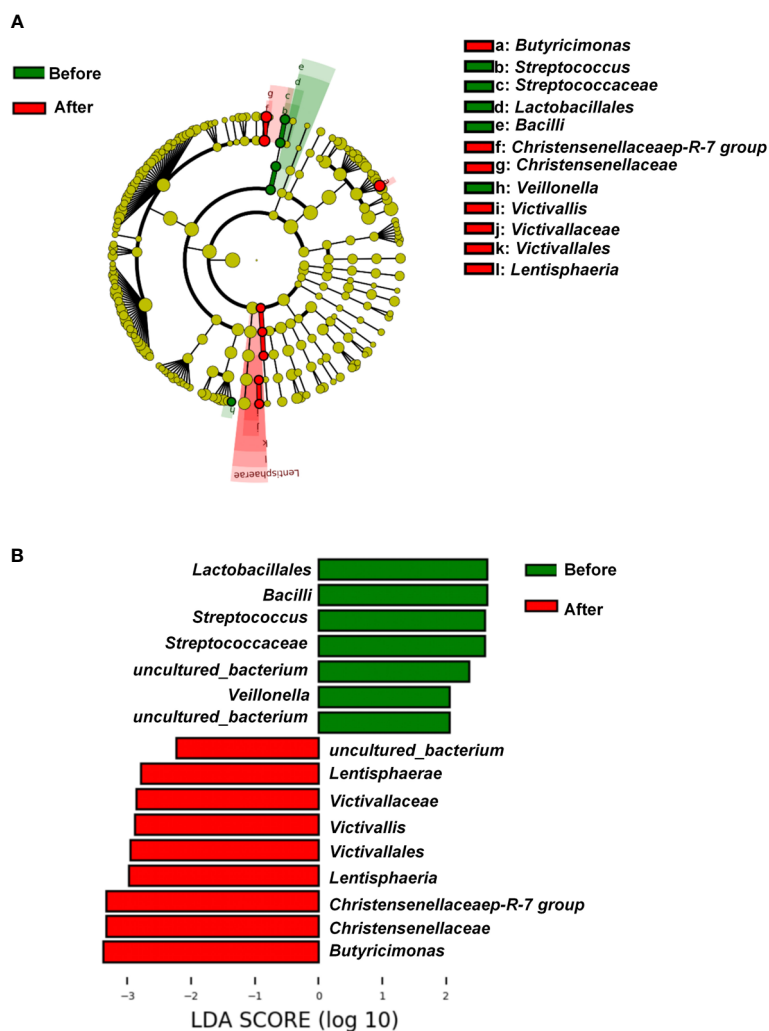 A
Before
After
a: Butyricimonas
b: Streptococcus
c: Streptococcaceae
d: Lactobacillales
e: Bacilli
f: Christensenellaceaep-R-7 group
g: Christensenellaceae
h: Veillonella
i: Victivallis
j: Victivallaceae
k: Victivallales
l: Lentisphaeria
e
d
g
c
b
a
h
j
k
l
Lentisphaerae
B
Before
After
Lactobacillales
Bacilli
Streptococcus
Streptococcaceae
uncultured_bacterium
Veillonella
uncultured_bacterium
uncultured_bacterium
Lentisphaerae
Victivallaceae
Victivallis
Victivallales
Lentisphaeria
Christensenellaceaep-R-7 group
Christensenellaceae
Butyricimonas
−3 −2 −1 0 1 2
LDA SCORE (log 10)